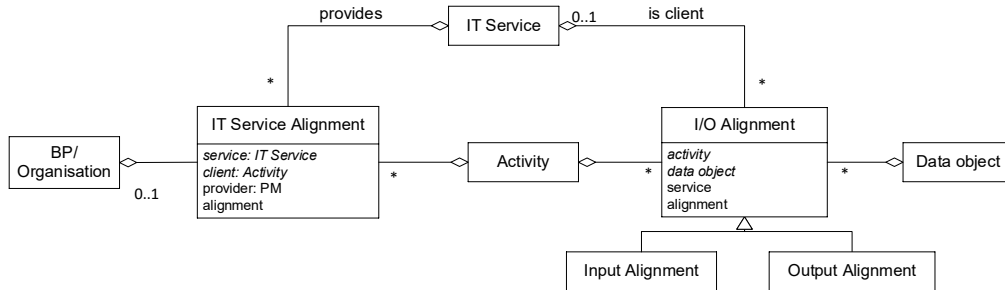 provides
IT Service
0..1
is client
*
*
IT Service Alignment
service: IT Service
client: Activity
provider: PM
alignment
I/O Alignment
activity
data object
service
alignment
BP/
Organisation
0..1
*
Activity
*
*
Data object
Input Alignment
Output Alignment